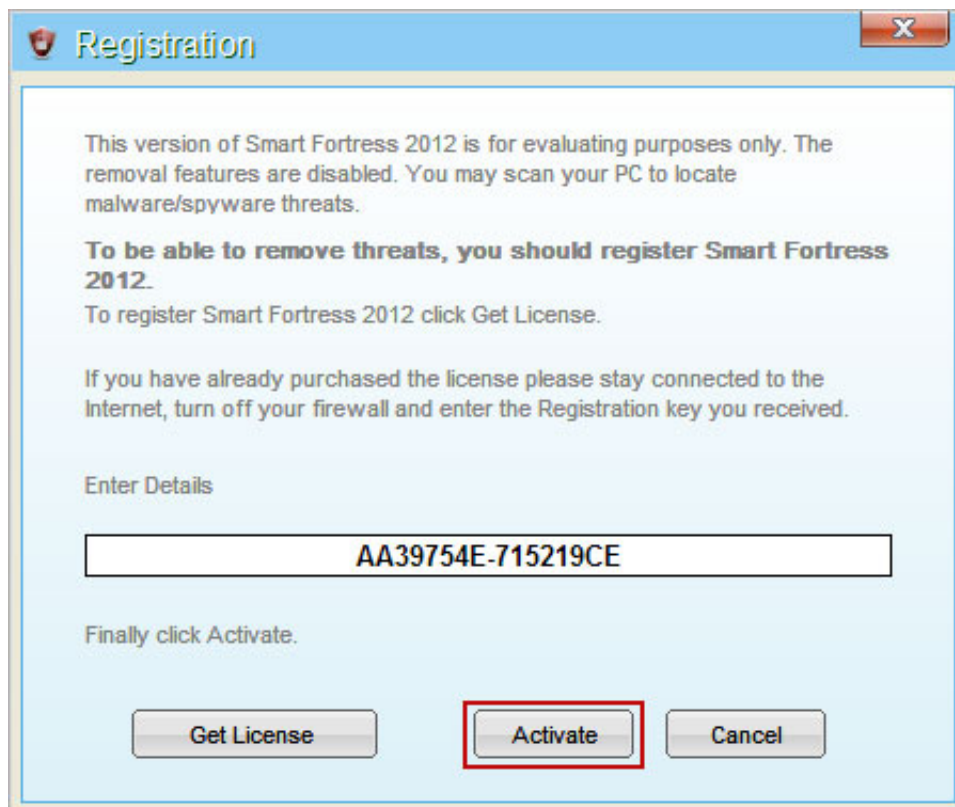 Registration
X
This version of Smart Fortress 2012 is for evaluating purposes only. The
removal features are disabled. You may scan your PC to locate
malware/spyware threats.
To be able to remove threats, you should register Smart Fortress
2012.
To register Smart Fortress 2012 click Get License.
If you have already purchased the license please stay connected to the
Internet, turn off your firewall and enter the Registration key you received.
Enter Details
AA39754E-715219CE
Finally click Activate.
Get License Activate Cancel